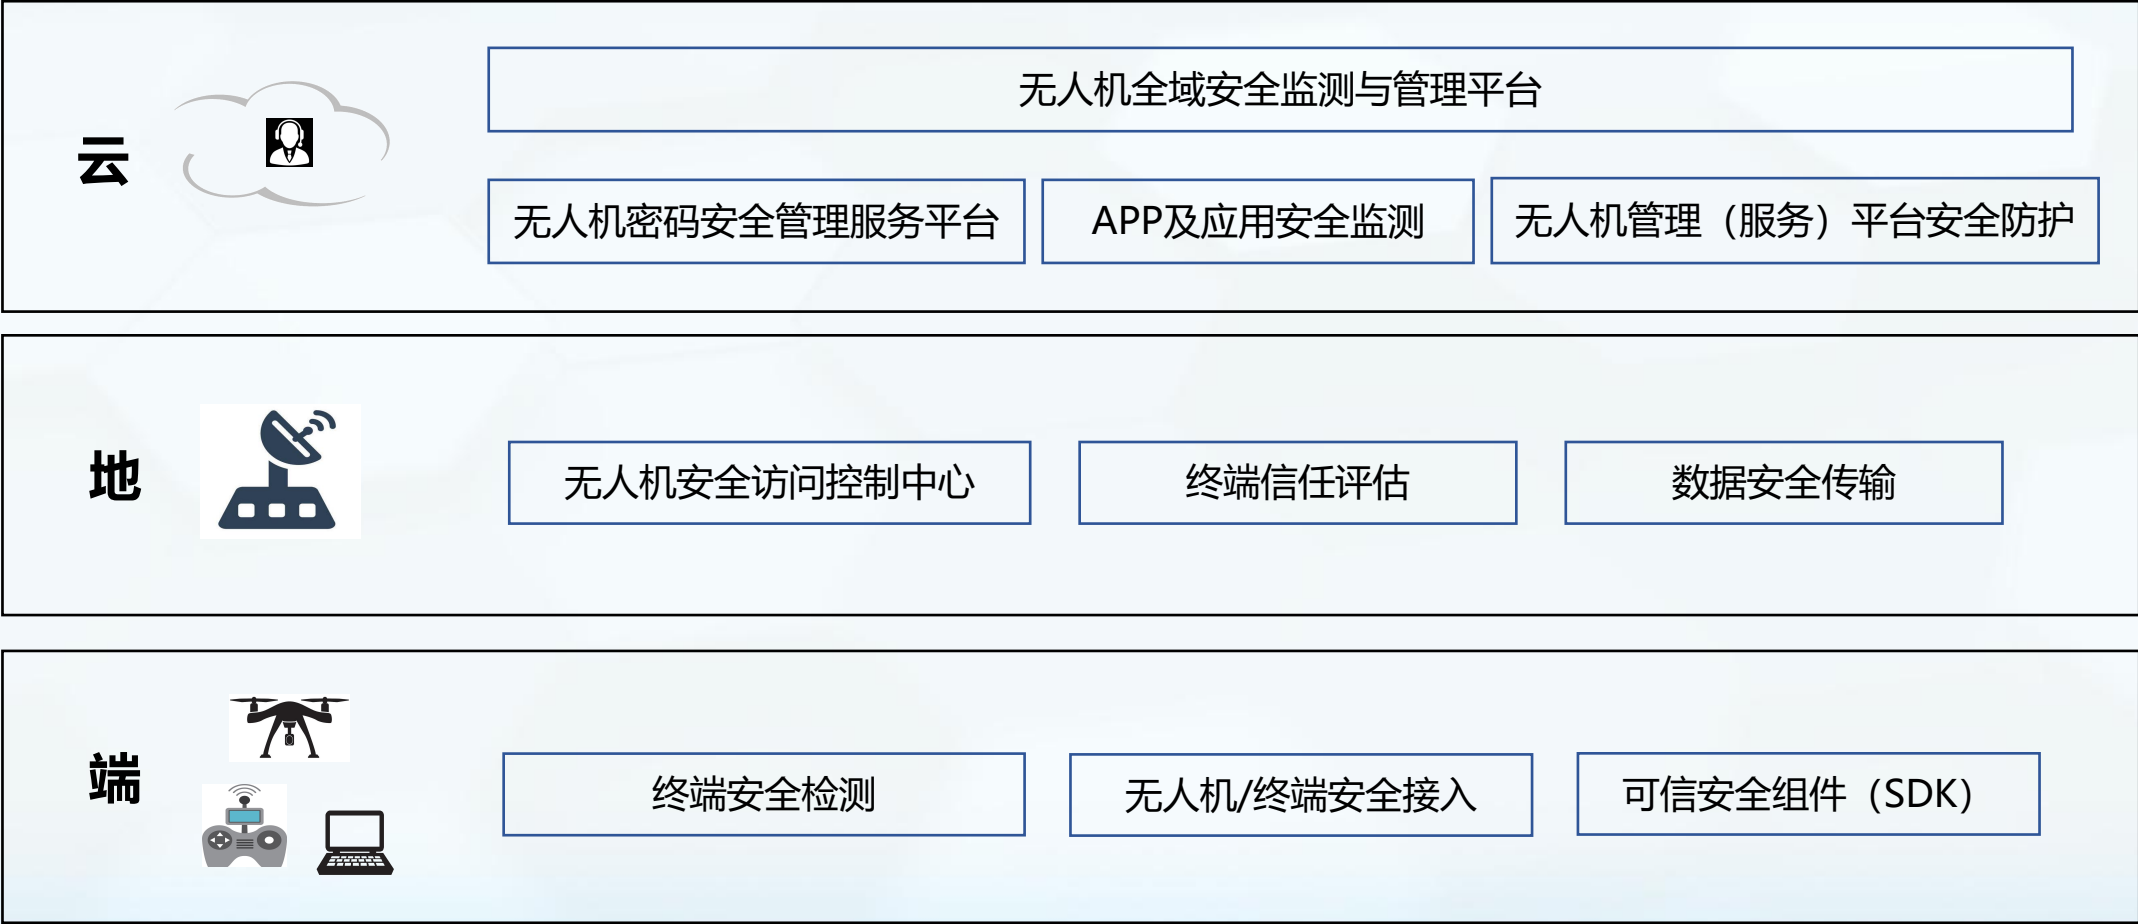 云
无人机全域安全监测与管理平台
无人机密码安全管理服务平台
APP及应用安全监测
无人机管理（服务）平台安全防护
地
无人机安全访问控制中心
终端信任评估
数据安全传输
端
终端安全检测
无人机/终端安全接入
可信安全组件（SDK）